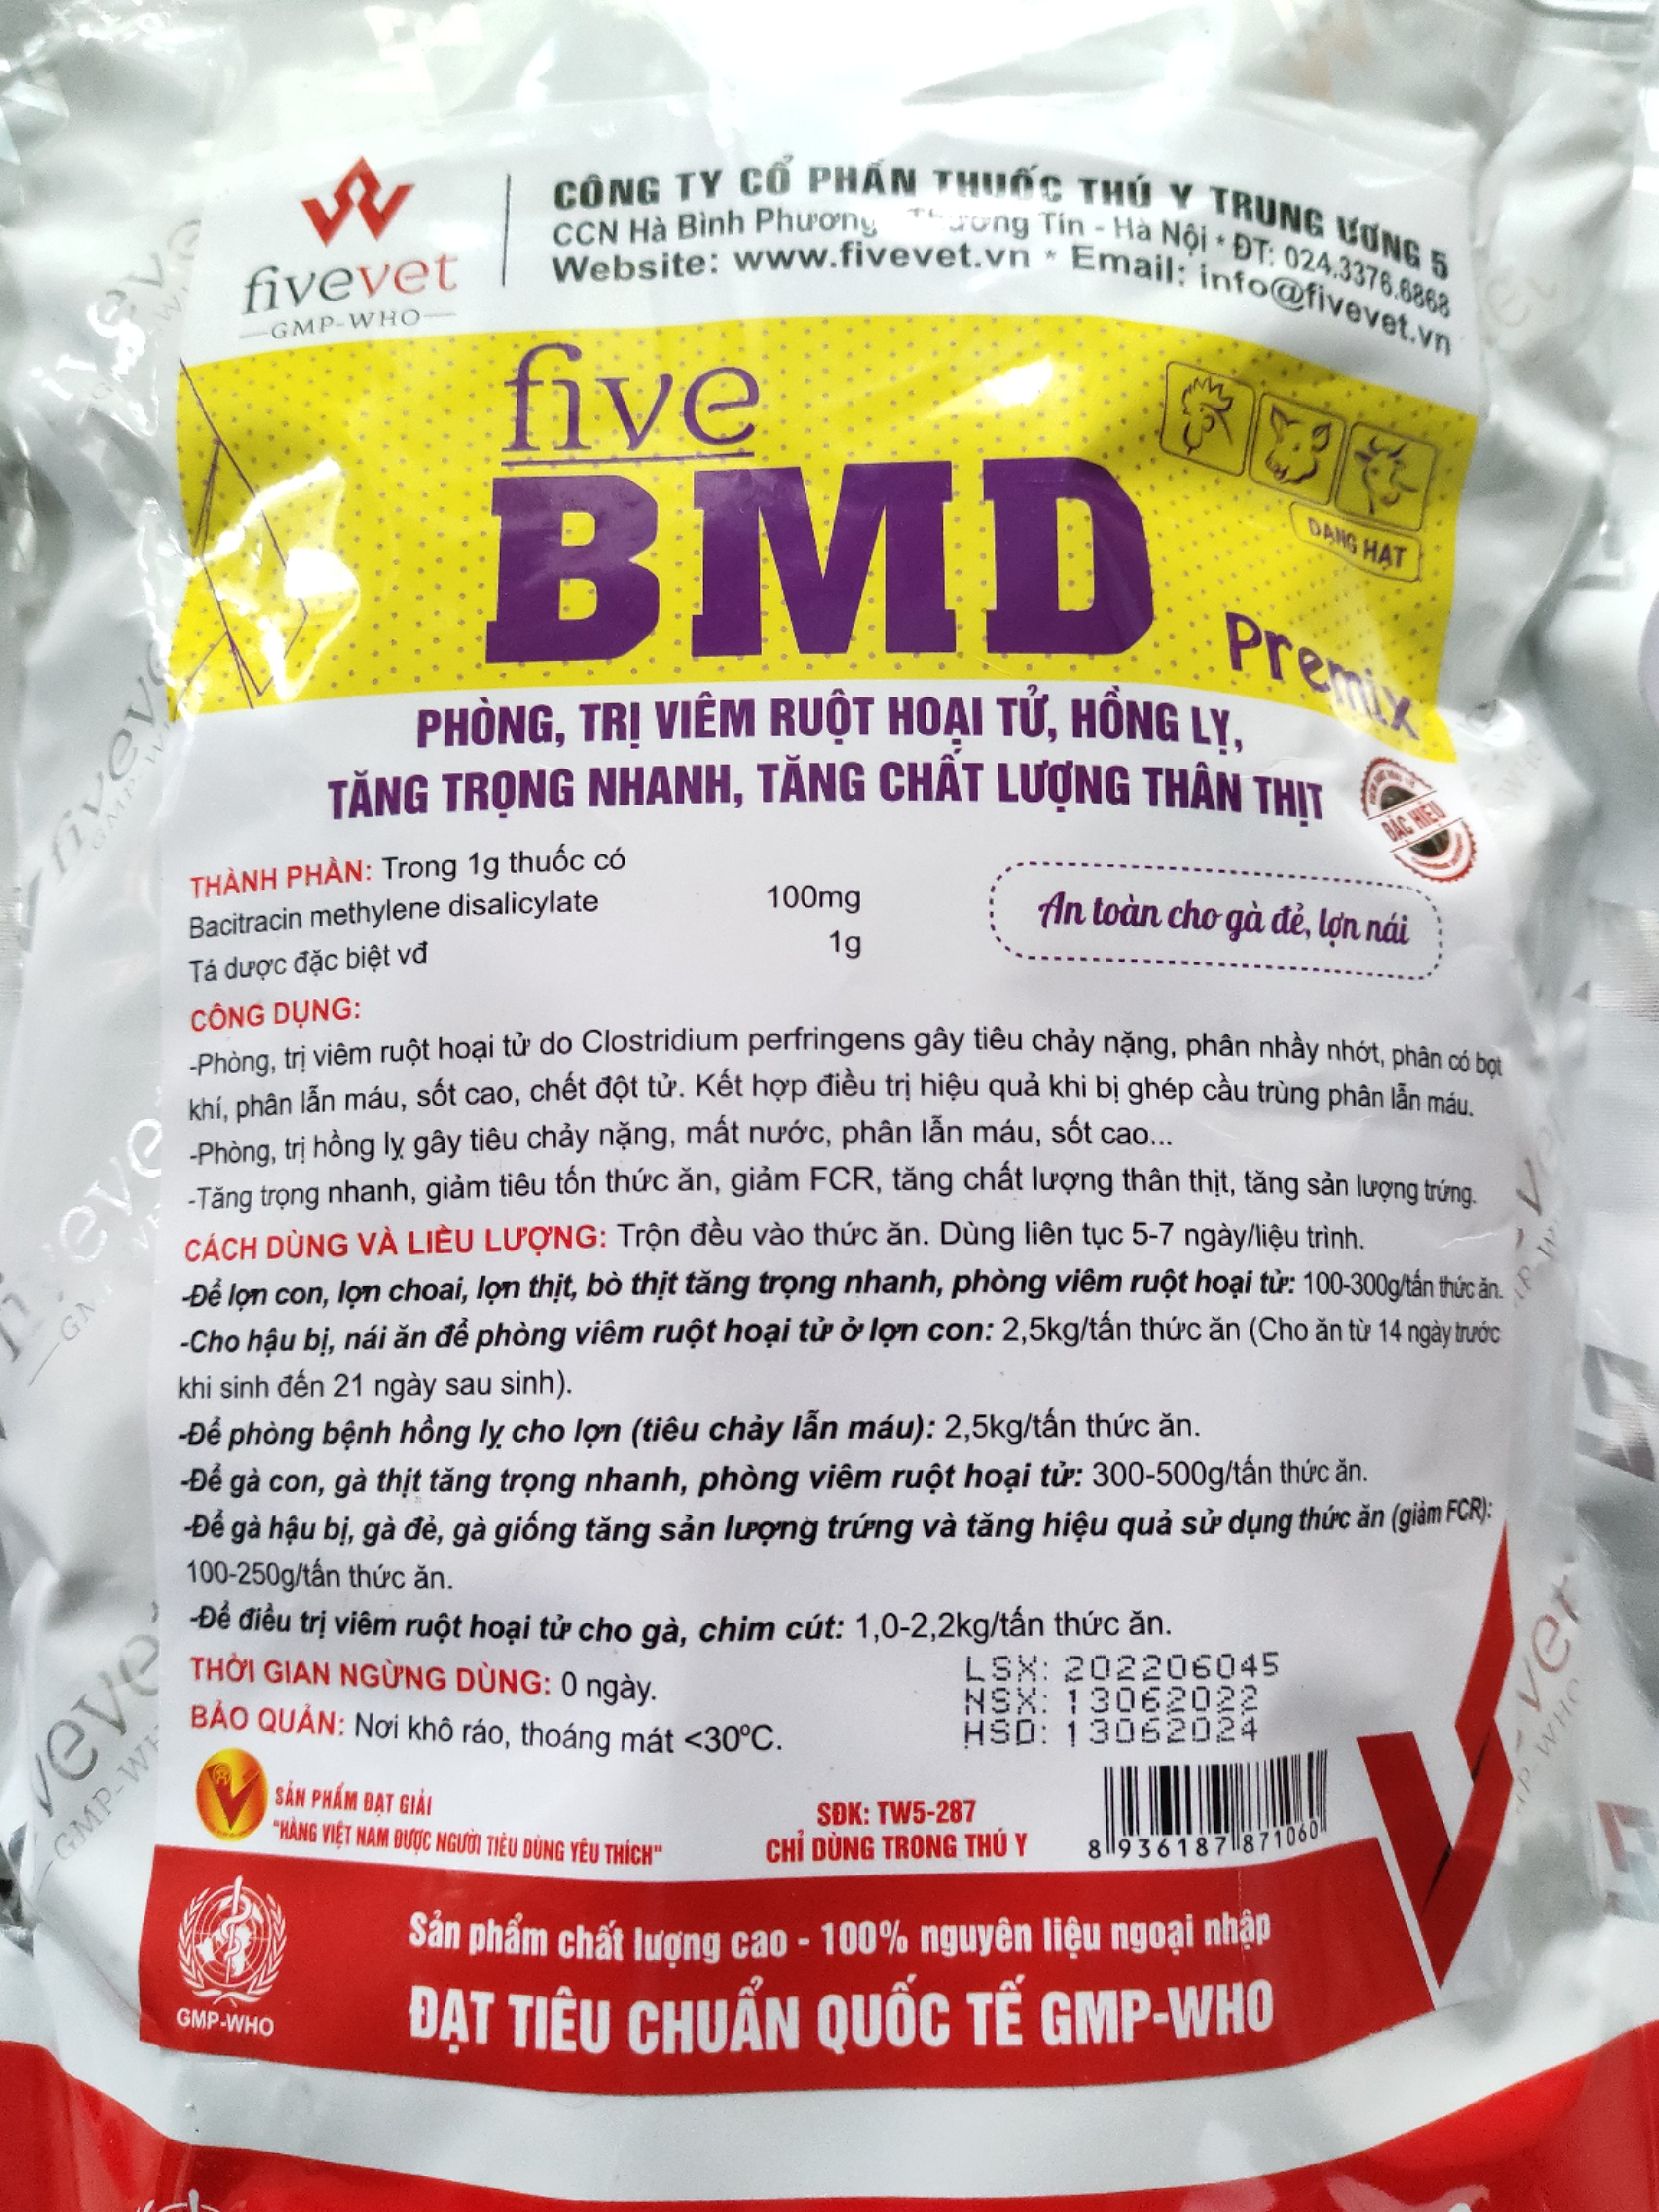 fivevet
GMP-WHO
CÔNG TY CỔ PHẦN THUỐC THÚ Y TRUNG ƯƠNG 5
CCN Hà Bình Phương Tín - Hà Nội * ĐT: 024.3376.6868
Website: www.fivevet.vn * Email: info@fivevet.vn
five
BMD
DẠNG HẠT
Premix
PHÒNG, TRỊ VIÊM RUỘT HOẠI TỬ, HỒNG LỴ,
TĂNG TRỌNG NHANH, TĂNG CHẤT LƯỢNG THÂN THỊT
ĐẶC HIỆU
THÀNH PHẦN: Trong 1g thuốc có
Bacitracin methylene disalicylate 100mg
Tá dược đặc biệt vđ 1g
An toàn cho gà đẻ, lợn nái
CÔNG DỤNG:
-Phòng, trị viêm ruột hoại tử do Clostridium perfringens gây tiêu chảy nặng, phân nhầy nhớt, phân có bọt
khí, phân lẫn máu, sốt cao, chết đột tử. Kết hợp điều trị hiệu quả khi bị ghép cầu trùng phân lẫn máu.
-Phòng, trị hồng lỵ gây tiêu chảy nặng, mất nước, phân lẫn máu, sốt cao...
-Tăng trọng nhanh, giảm tiêu tốn thức ăn, giảm FCR, tăng chất lượng thân thịt, tăng sản lượng trứng.
CÁCH DÙNG VÀ LIỀU LƯỢNG: Trộn đều vào thức ăn. Dùng liên tục 5-7 ngày/liệu trình.
-Để lợn con, lợn choai, lợn thịt, bò thịt tăng trọng nhanh, phòng viêm ruột hoại tử: 100-300g/tấn thức ăn.
-Cho hậu bị, nái ăn để phòng viêm ruột hoại tử ở lợn con: 2,5kg/tấn thức ăn (Cho ăn từ 14 ngày trước
khi sinh đến 21 ngày sau sinh).
-Để phòng bệnh hồng lỵ cho lợn (tiêu chảy lẫn máu): 2,5kg/tấn thức ăn.
-Để gà con, gà thịt tăng trọng nhanh, phòng viêm ruột hoại tử: 300-500g/tấn thức ăn.
-Để gà hậu bị, gà đẻ, gà giống tăng sản lượng trứng và tăng hiệu quả sử dụng thức ăn (giảm FCR):
100-250g/tấn thức ăn.
-Để điều trị viêm ruột hoại tử cho gà, chim cút: 1,0-2,2kg/tấn thức ăn.
THỜI GIAN NGỪNG DÙNG: 0 ngày.
BẢO QUẢN: Nơi khô ráo, thoáng mát <30ºC.
LSX: 202206045
NSX: 13062022
HSD: 13062024
SẢN PHẨM ĐẠT GIẢI
"HÀNG VIỆT NAM ĐƯỢC NGƯỜI TIÊU DÙNG YÊU THÍCH"
SĐK: TW5-287
CHỈ DÙNG TRONG THÚ Y
8 936187 871060
GMP-WHO
Sản phẩm chất lượng cao - 100% nguyên liệu ngoại nhập
ĐẠT TIÊU CHUẨN QUỐC TẾ GMP-WHO